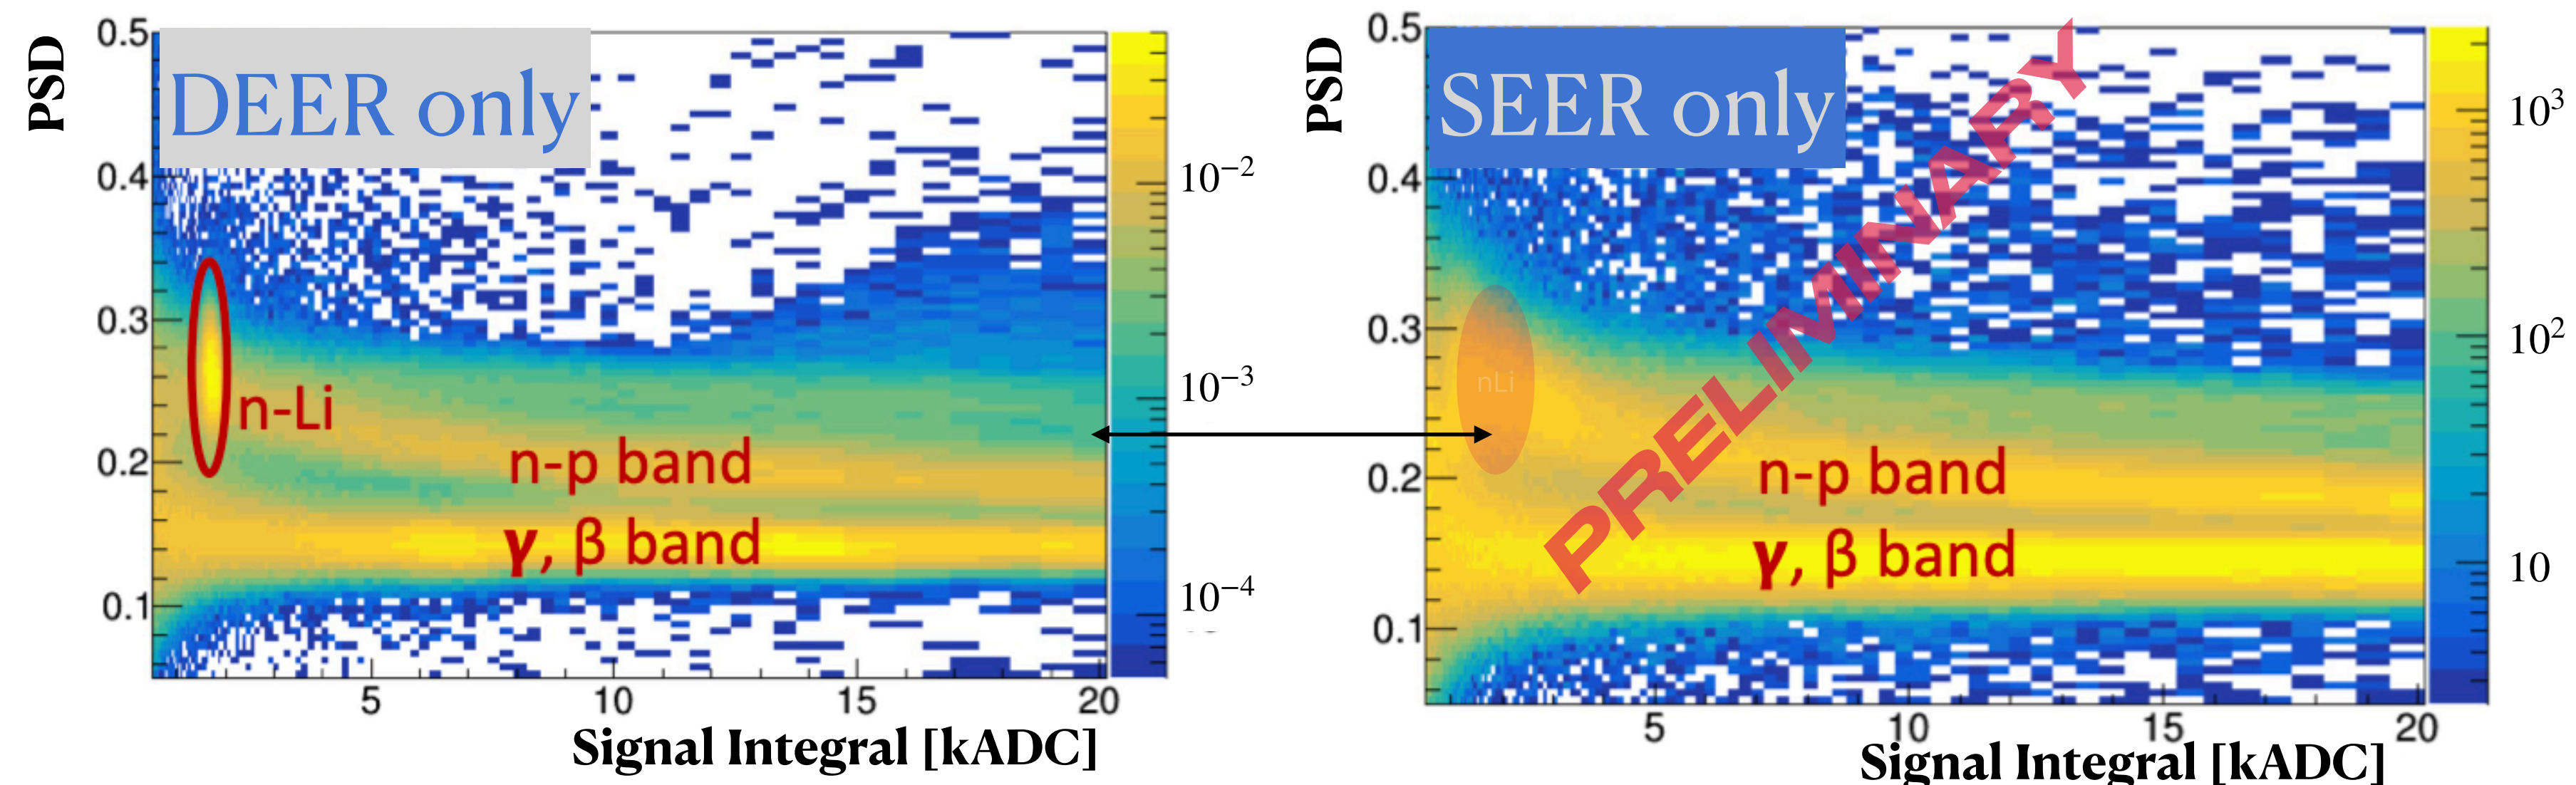 PSD
0.5
0.4
0.3
0.2
0.1
DEER only
n-Li
n-p band
γ, β band
5 10 15 20
Signal Integral [kADC]
10⁻²
10⁻³
10⁻⁴
PSD
0.5
0.4
0.3
0.2
0.1
SEER only
PRELIMINARY
nLi
n-p band
γ, β band
5 10 15 20
Signal Integral [kADC]
10³
10²
10